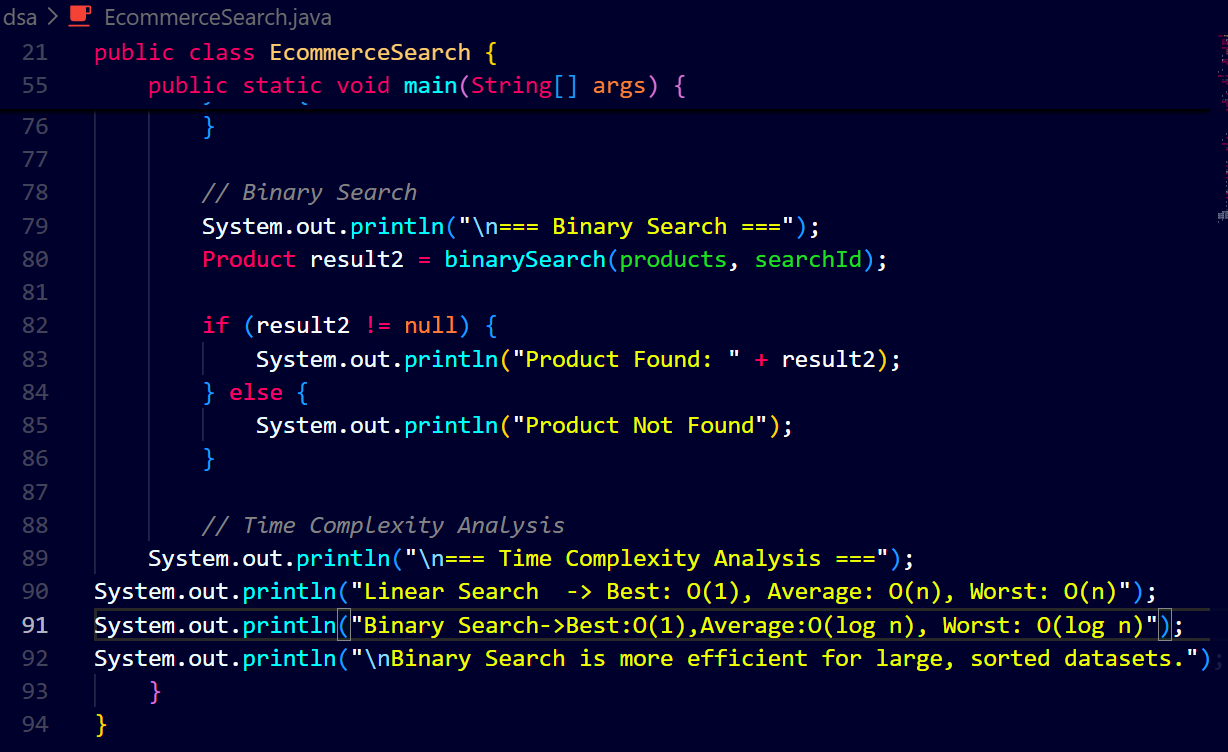 dsa > EcommerceSearch.java
21 public class EcommerceSearch {
55 public static void main(String[] args) {
76 }
77
78 // Binary Search
79 System.out.println("\n=== Binary Search ===");
80 Product result2 = binarySearch(products, searchId);
81
82 if (result2 != null) {
83 System.out.println("Product Found: " + result2);
84 } else {
85 System.out.println("Product Not Found");
86 }
87
88 // Time Complexity Analysis
89 System.out.println("\n=== Time Complexity Analysis ===");
90 System.out.println("Linear Search  -> Best: O(1), Average: O(n), Worst: O(n)");
91 System.out.println("Binary Search->Best:O(1),Average:O(log n), Worst: O(log n)");
92 System.out.println("\nBinary Search is more efficient for large, sorted datasets.");
93 }
94 }